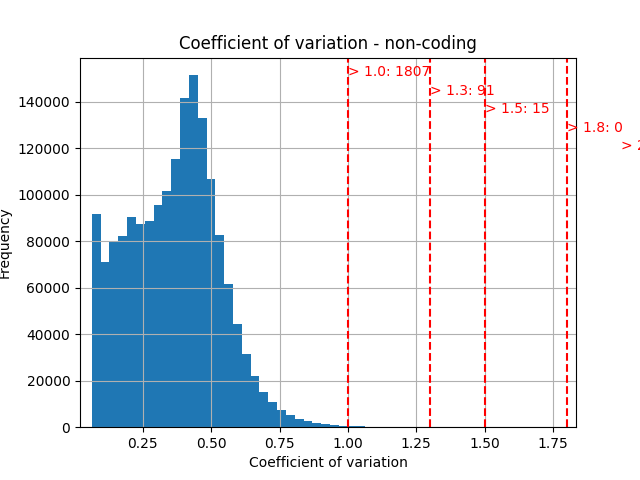 Coefficient of variation - non-coding
> 1.0: 1807
> 1.3: 91
> 1.5: 15
> 1.8: 0
> 2
140000
120000
100000
80000
60000
40000
20000
0
Frequency
0.25 0.50 0.75 1.00 1.25 1.50 1.75
Coefficient of variation